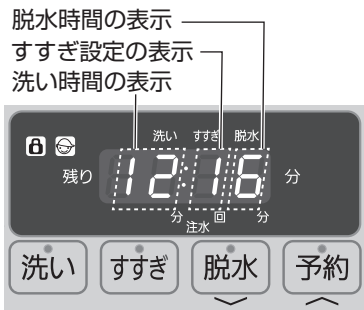 脱水時間の表示
すすぎ設定の表示
洗い時間の表示
洗い すすぎ 脱水
残り 12:16 分
分 回 分
注水
洗い すすぎ 脱水 予約